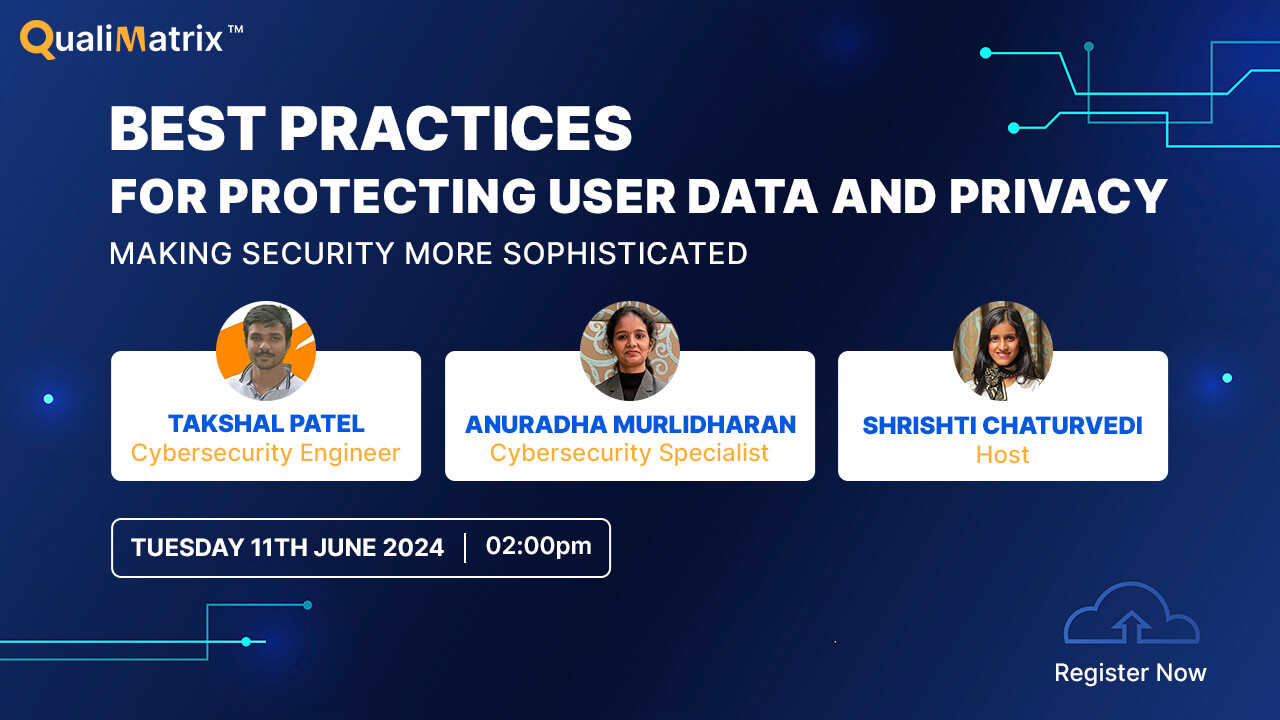 QualiMatrix™
BEST PRACTICES
FOR PROTECTING USER DATA AND PRIVACY
MAKING SECURITY MORE SOPHISTICATED
TAKSHAL PATEL
Cybersecurity Engineer
ANURADHA MURLIDHARAN
Cybersecurity Specialist
SHRISHTI CHATURVEDI
Host
TUESDAY 11TH JUNE 2024 | 02:00pm
Register Now